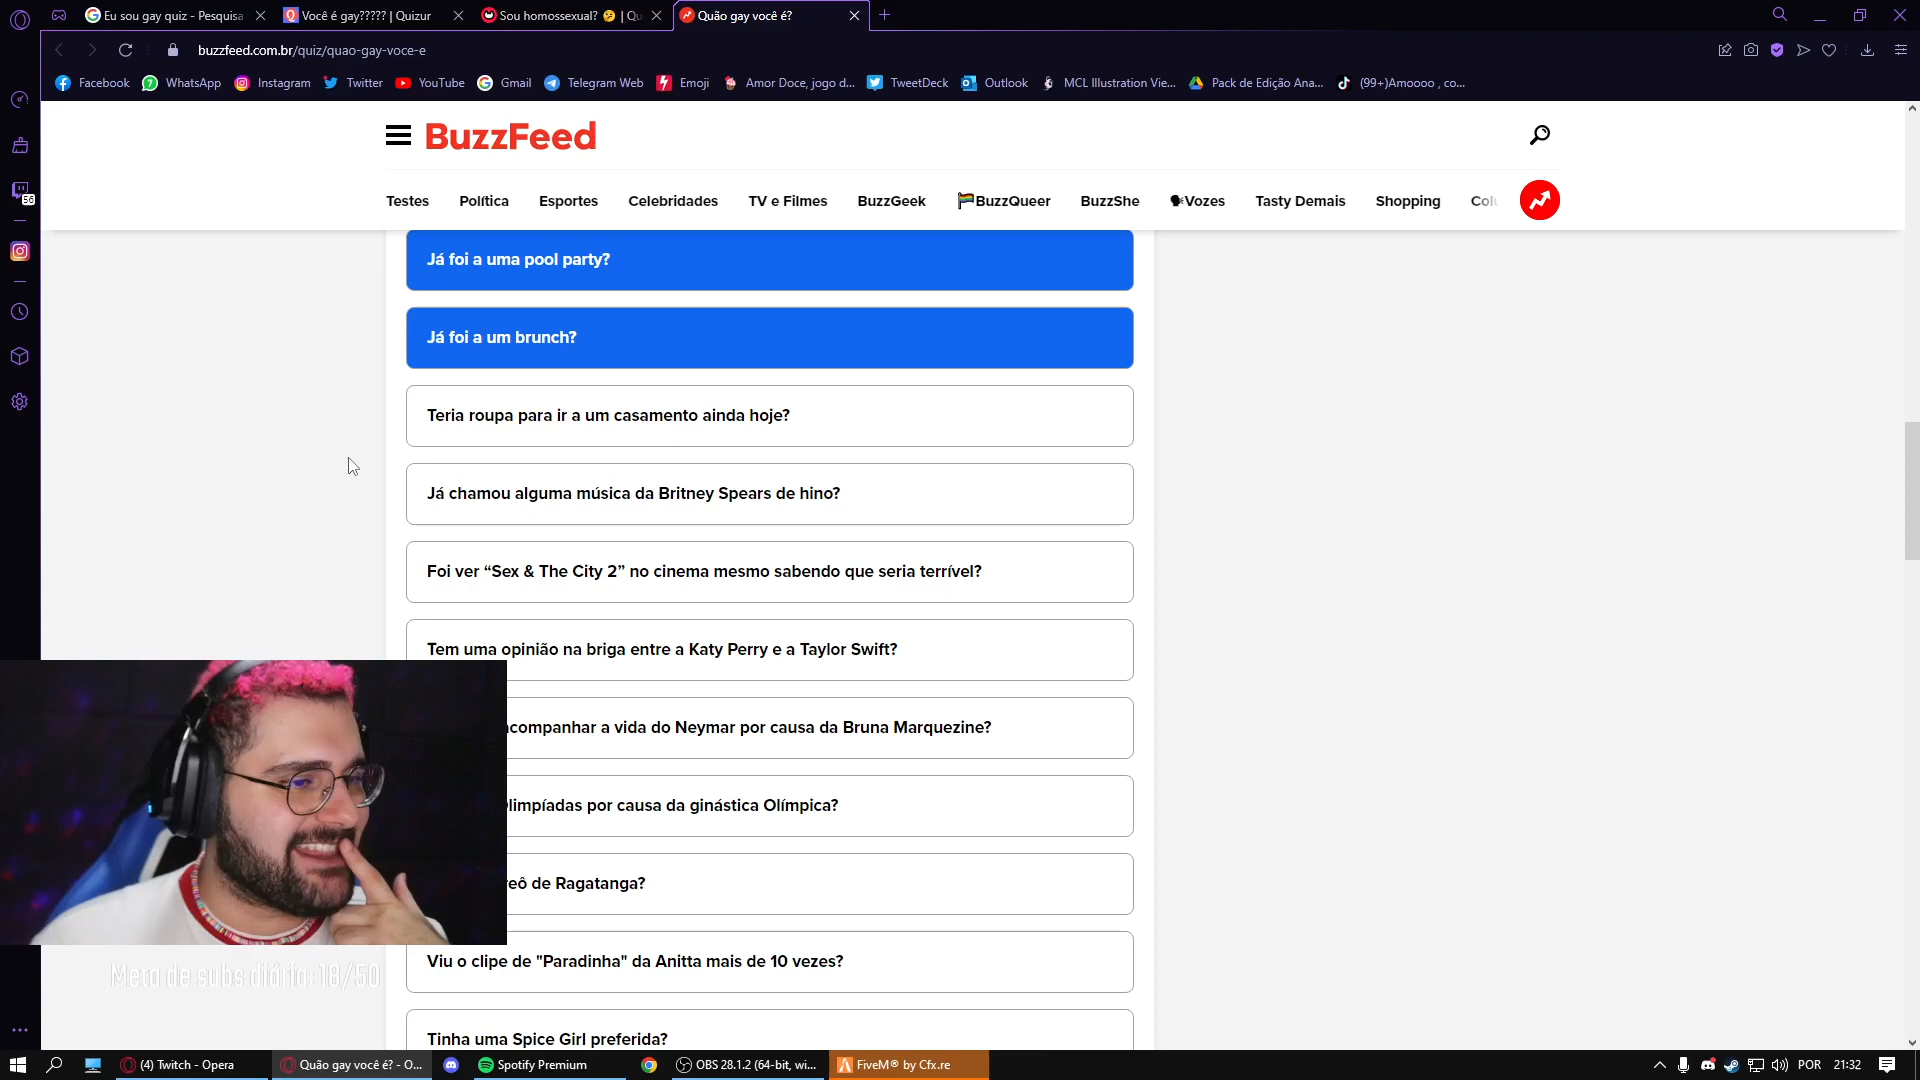 Eu sou gay quiz - Pesquisa
Você é gay????? | Quizur
Sou homossexual? 🤔 | Qu
Quão gay você é?
buzzfeed.com.br/quiz/quao-gay-voce-e
Facebook WhatsApp Instagram Twitter YouTube Gmail Telegram Web Emoji Amor Doce, jogo d... TweetDeck Outlook MCL Illustration Vie... Pack de Edição Ana... (99+)Amoooo , co...
56
BuzzFeed
Testes Política Esportes Celebridades TV e Filmes BuzzGeek 🏳️‍🌈BuzzQueer BuzzShe 🗣Vozes Tasty Demais Shopping Colu
Já foi a uma pool party?
Já foi a um brunch?
Teria roupa para ir a um casamento ainda hoje?
Já chamou alguma música da Britney Spears de hino?
Foi ver “Sex & The City 2” no cinema mesmo sabendo que seria terrível?
Tem uma opinião na briga entre a Katy Perry e a Taylor Swift?
acompanhar a vida do Neymar por causa da Bruna Marquezine?
Olimpíadas por causa da ginástica Olímpica?
reô de Ragatanga?
Viu o clipe de "Paradinha" da Anitta mais de 10 vezes?
Tinha uma Spice Girl preferida?
Meta de subs diário: 18/50
(4) Twitch - Opera
Quão gay você é? - O...
Spotify Premium
OBS 28.1.2 (64-bit, wi...
FiveM® by Cfx.re
POR 21:32